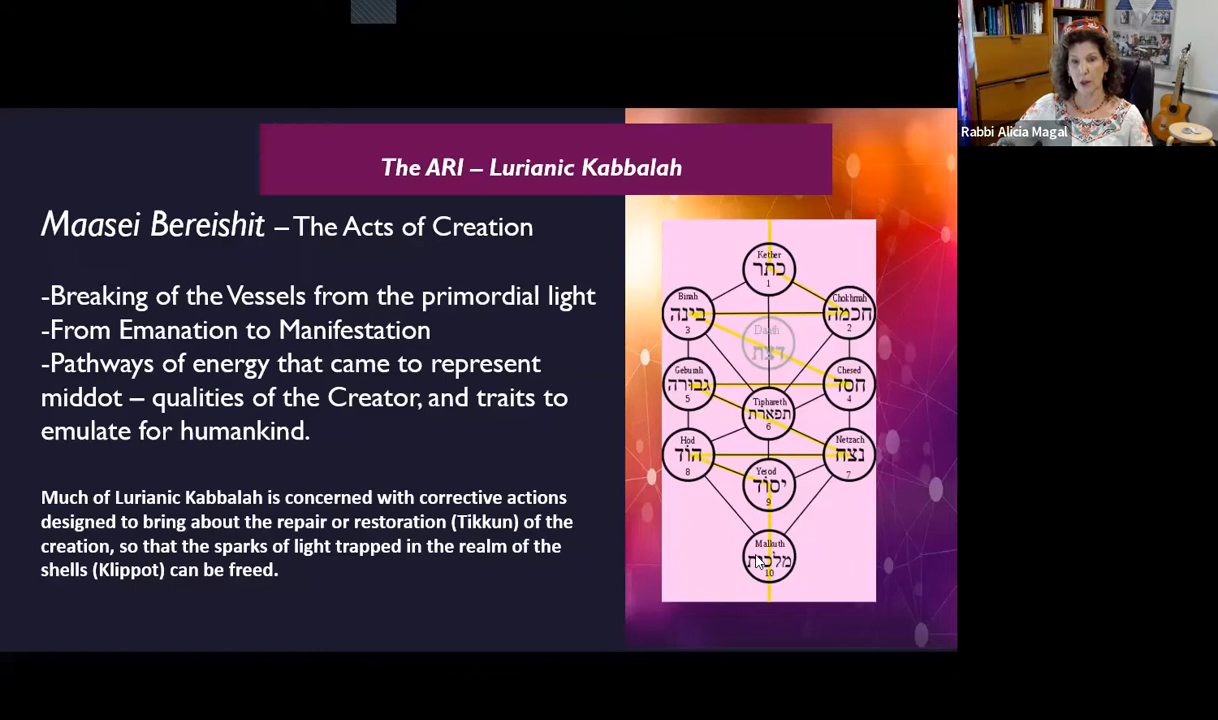 Rabbi Alicia Magal
The ARI – Lurianic Kabbalah
Maasei Bereishit – The Acts of Creation
-Breaking of the Vessels from the primordial light
-From Emanation to Manifestation
-Pathways of energy that came to represent
middot – qualities of the Creator, and traits to
emulate for humankind.
Much of Lurianic Kabbalah is concerned with corrective actions
designed to bring about the repair or restoration (Tikkun) of the
creation, so that the sparks of light trapped in the realm of the
shells (Klippot) can be freed.
Kether
כתר
1
Chokhmah
חכמה
2
Binah
בינה
3
Daath
דעת
Chesed
חסד
4
Geburah
גבורה
5
Tiphareth
תפארת
6
Netzach
נצח
7
Hod
הוֹד
8
Yesod
יסוֹד
9
Malkuth
מלכות
10